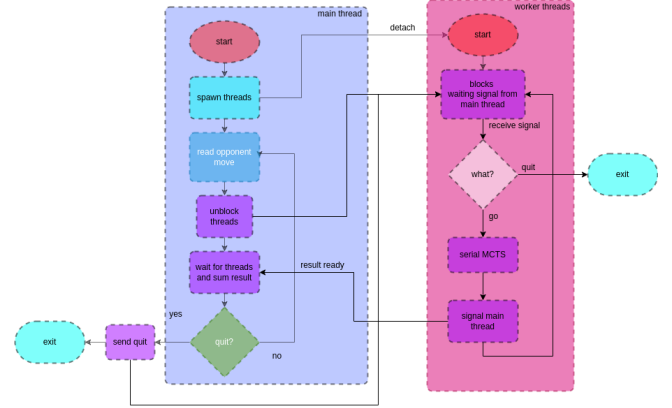 main thread
worker threads
start
detach
start
spawn threads
blocks
waiting signal from
main thread
receive signal
read opponent
move
what?
quit
exit
unblock
threads
go
wait for threads
and sum result
result ready
serial MCTS
signal main
thread
yes
quit?
no
send quit
exit